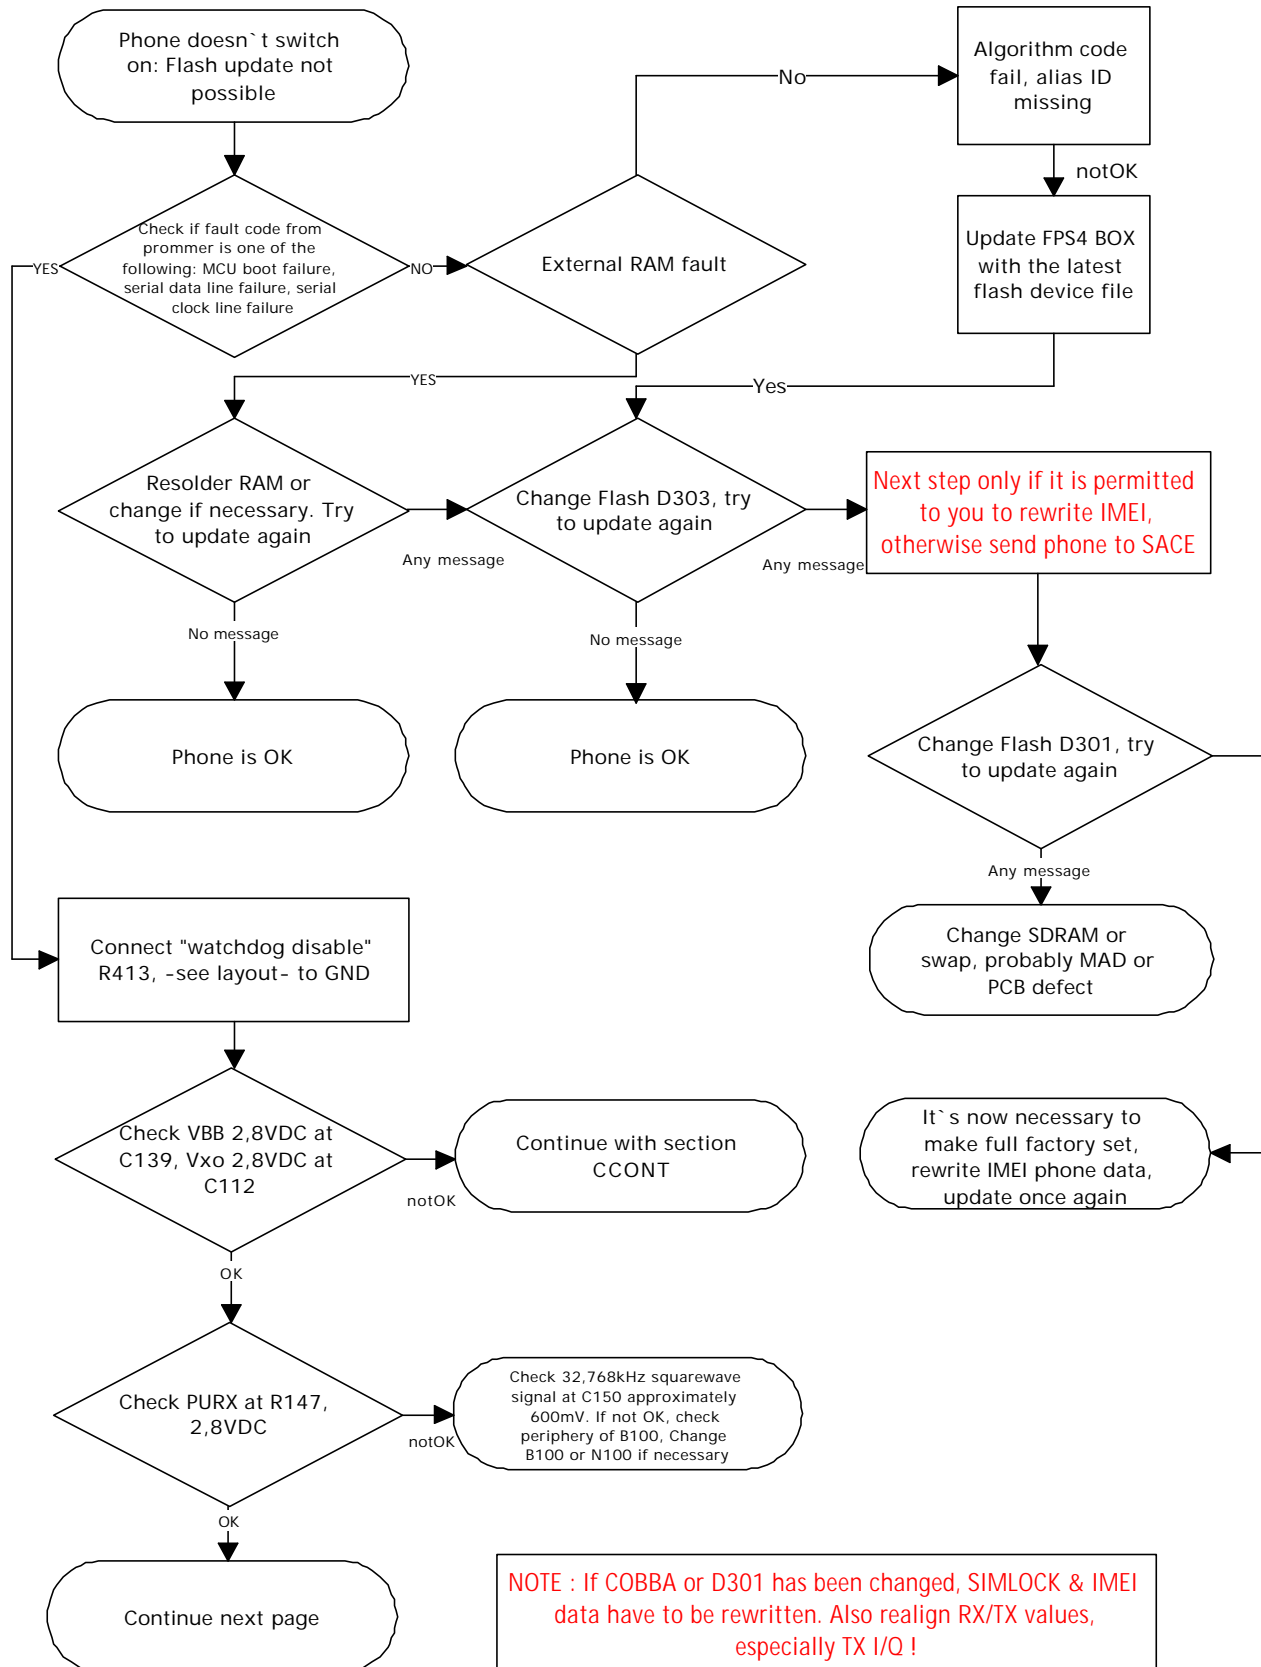 Phone doesn`t switch
on: Flash update not
possible
No
Algorithm code
fail, alias ID
missing
notOK
Check if fault code from
prommer is one of the
following: MCU boot failure,
serial data line failure, serial
clock line failure
YES
NO
External RAM fault
Update FPS4 BOX
with the latest
flash device file
YES
Yes
Resolder RAM or
change if necessary. Try
to update again
Any message
Change Flash D303, try
to update again
Any message
Next step only if it is permitted
to you to rewrite IMEI,
otherwise send phone to SACE
No message
No message
Phone is OK
Phone is OK
Change Flash D301, try
to update again
Any message
Change SDRAM or
swap, probably MAD or
PCB defect
Connect "watchdog disable"
R413, -see layout- to GND
Check VBB 2,8VDC at
C139, Vxo 2,8VDC at
C112
notOK
Continue with section
CCONT
It`s now necessary to
make full factory set,
rewrite IMEI phone data,
update once again
OK
Check PURX at R147,
2,8VDC
notOK
Check 32,768kHz squarewave
signal at C150 approximately
600mV. If not OK, check
periphery of B100, Change
B100 or N100 if necessary
OK
Continue next page
NOTE : If COBBA or D301 has been changed, SIMLOCK & IMEI
data have to be rewritten. Also realign RX/TX values,
especially TX I/Q !